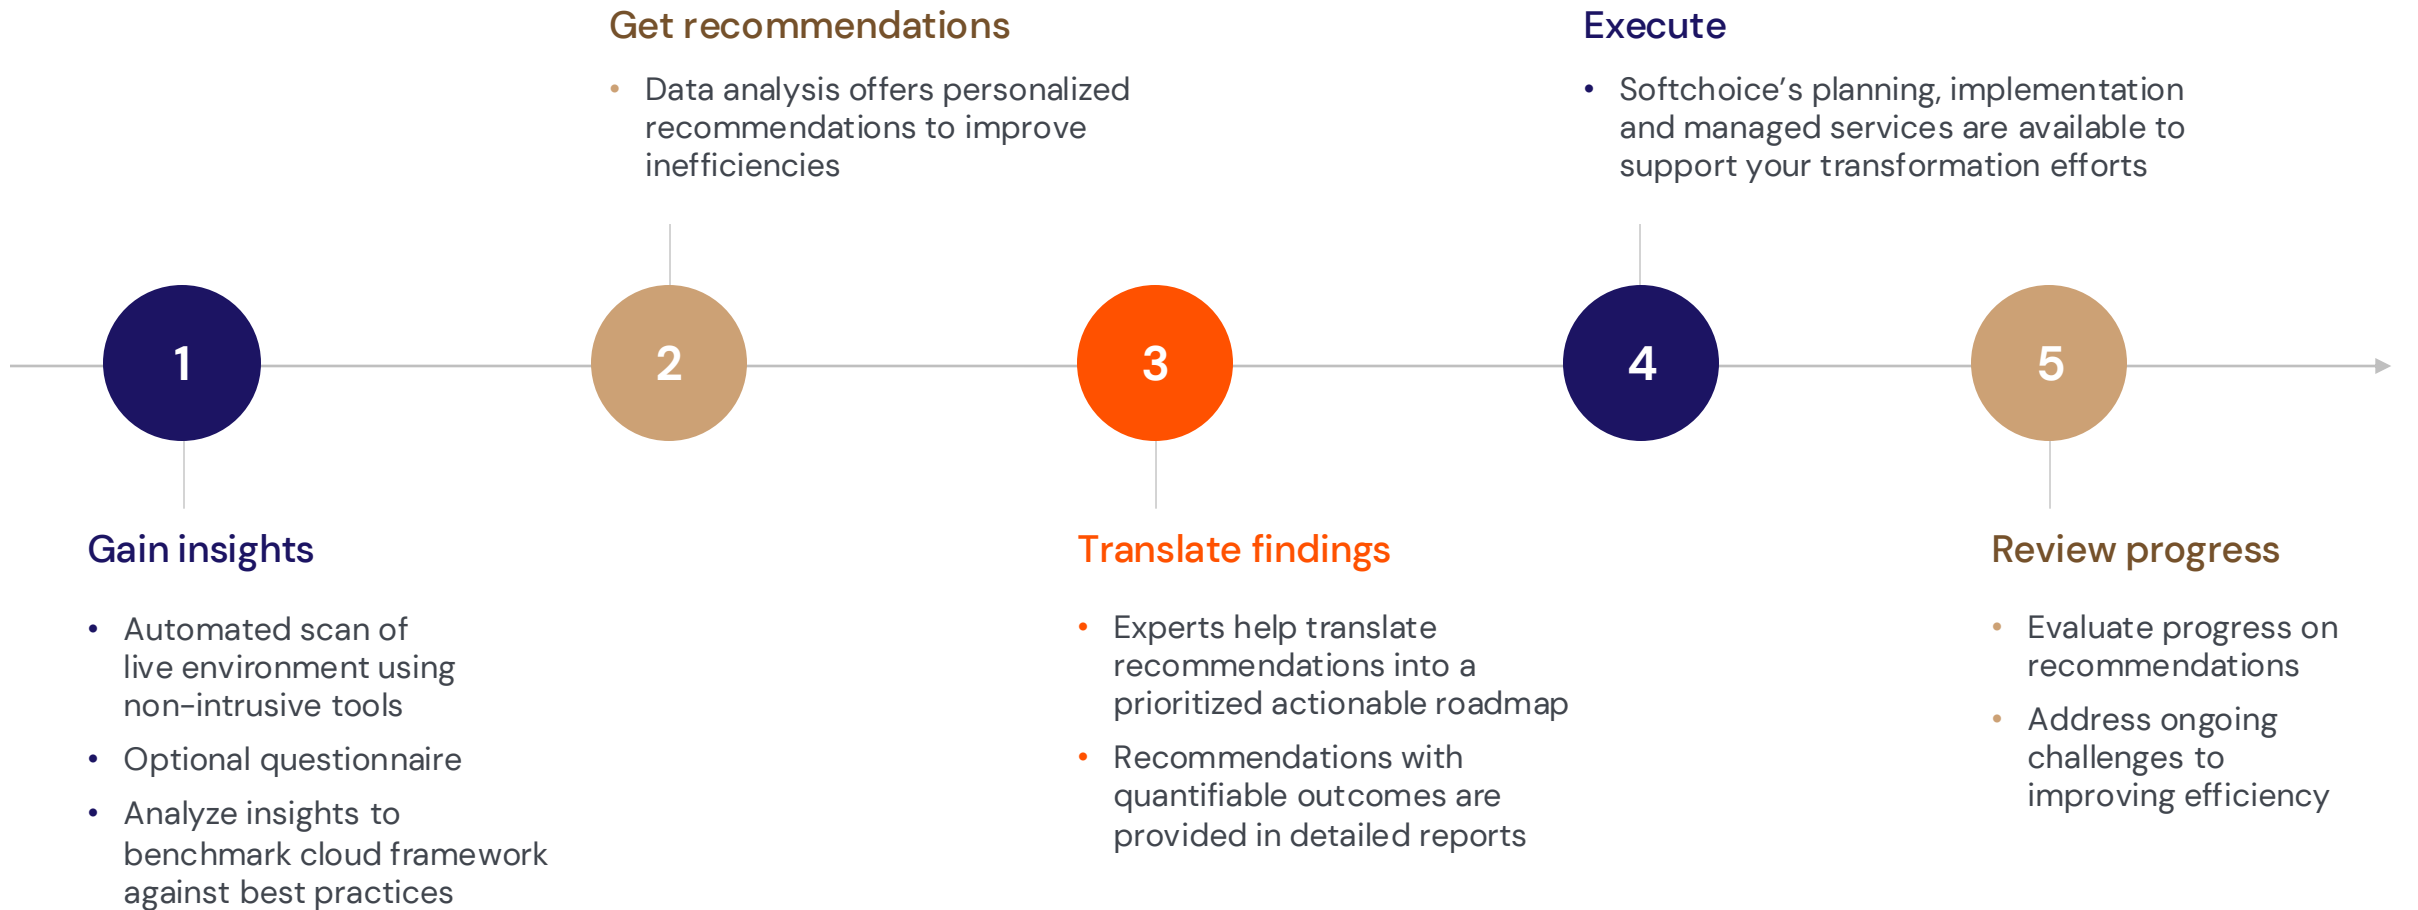 Get recommendations
• Data analysis offers personalized
recommendations to improve
inefficiencies
Execute
• Softchoice’s planning, implementation
and managed services are available to
support your transformation efforts
1
2
3
4
5
Gain insights
• Automated scan of
live environment using
non-intrusive tools
• Optional questionnaire
• Analyze insights to
benchmark cloud framework
against best practices
Translate findings
• Experts help translate
recommendations into a
prioritized actionable roadmap
• Recommendations with
quantifiable outcomes are
provided in detailed reports
Review progress
• Evaluate progress on
recommendations
• Address ongoing
challenges to
improving efficiency